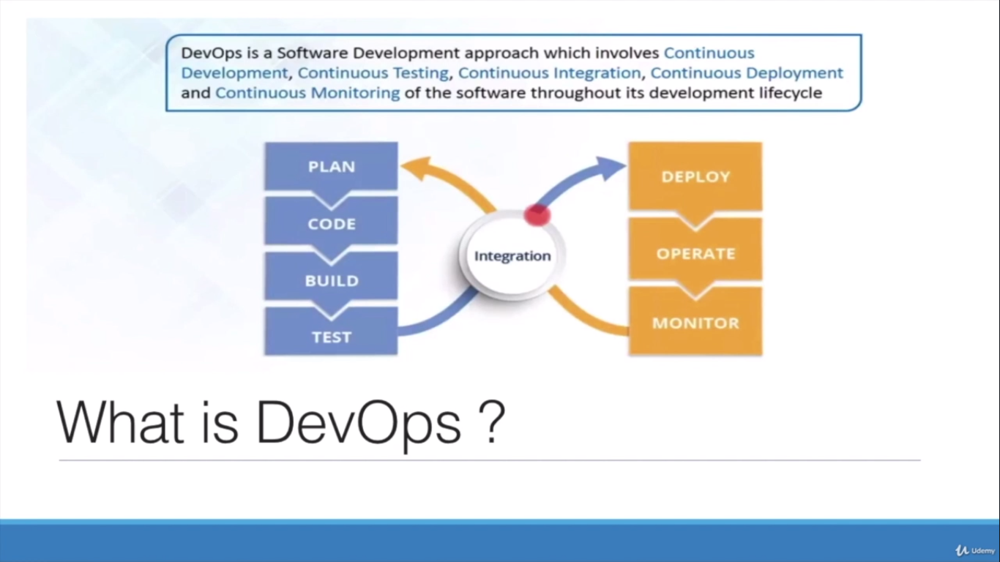 DevOps is a Software Development approach which involves Continuous
Development, Continuous Testing, Continuous Integration, Continuous Deployment
and Continuous Monitoring of the software throughout its development lifecycle
PLAN
CODE
BUILD
TEST
Integration
DEPLOY
OPERATE
MONITOR
What is DevOps ?
Udemy